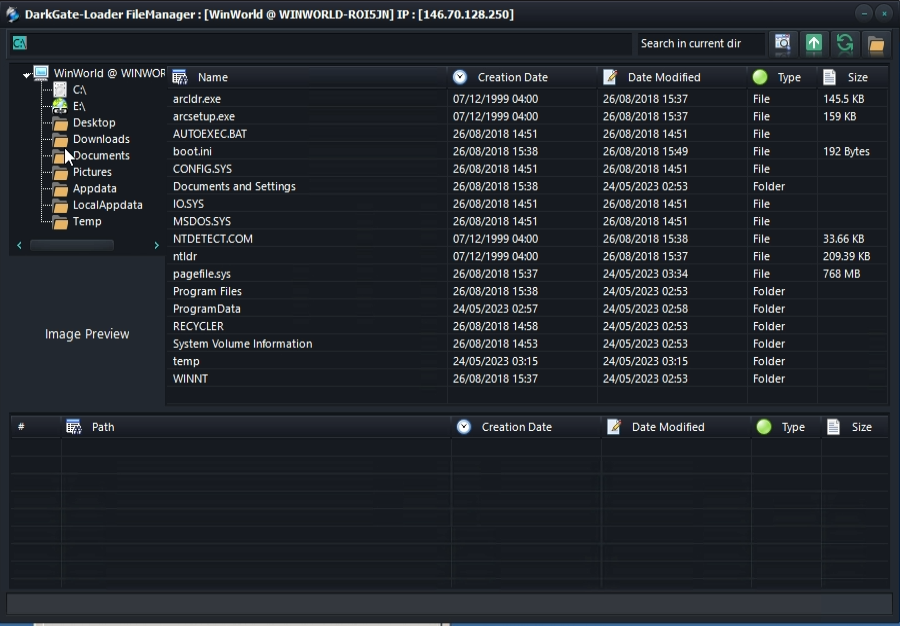 DarkGate-Loader FileManager : [WinWorld @ WINWORLD-ROI5JN] IP : [146.70.128.250]
C:\ Search in current dir
WinWorld @ WINWOR
C:\
E:\
Desktop
Downloads
Documents
Pictures
Appdata
LocalAppdata
Temp
Image Preview
Name Creation Date Date Modified Type Size
arcldr.exe 07/12/1999 04:00 26/08/2018 15:37 File 145.5 KB
arcsetup.exe 07/12/1999 04:00 26/08/2018 15:37 File 159 KB
AUTOEXEC.BAT 26/08/2018 14:51 26/08/2018 14:51 File
boot.ini 26/08/2018 15:38 26/08/2018 15:49 File 192 Bytes
CONFIG.SYS 26/08/2018 14:51 26/08/2018 14:51 File
Documents and Settings 26/08/2018 15:38 24/05/2023 02:53 Folder
IO.SYS 26/08/2018 14:51 26/08/2018 14:51 File
MSDOS.SYS 26/08/2018 14:51 26/08/2018 14:51 File
NTDETECT.COM 07/12/1999 04:00 26/08/2018 15:38 File 33.66 KB
ntldr 07/12/1999 04:00 26/08/2018 15:37 File 209.39 KB
pagefile.sys 26/08/2018 15:37 24/05/2023 03:34 File 768 MB
Program Files 26/08/2018 15:38 24/05/2023 02:53 Folder
ProgramData 24/05/2023 02:57 24/05/2023 02:58 Folder
RECYCLER 26/08/2018 14:58 24/05/2023 02:53 Folder
System Volume Information 26/08/2018 14:53 24/05/2023 02:53 Folder
temp 24/05/2023 03:15 24/05/2023 03:15 Folder
WINNT 26/08/2018 15:37 24/05/2023 02:53 Folder
# Path Creation Date Date Modified Type Size